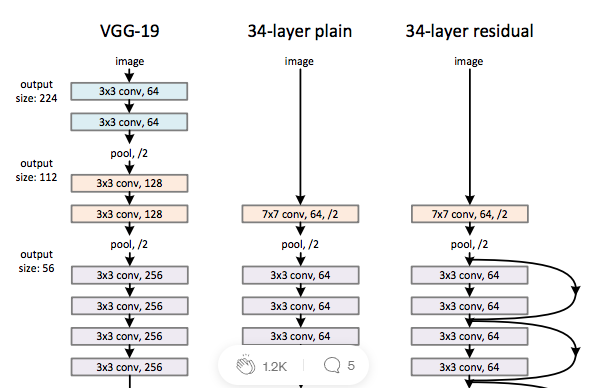 VGG-19
34-layer plain
34-layer residual
image
image
image
output
size: 224
3x3 conv, 64
3x3 conv, 64
pool, /2
output
size: 112
3x3 conv, 128
3x3 conv, 128
7x7 conv, 64, /2
7x7 conv, 64, /2
pool, /2
pool, /2
pool, /2
output
size: 56
3x3 conv, 256
3x3 conv, 64
3x3 conv, 64
3x3 conv, 256
3x3 conv, 64
3x3 conv, 64
3x3 conv, 256
3x3 conv, 64
3x3 conv, 64
3x3 conv, 256
3x3 conv, 64
1.2K
5